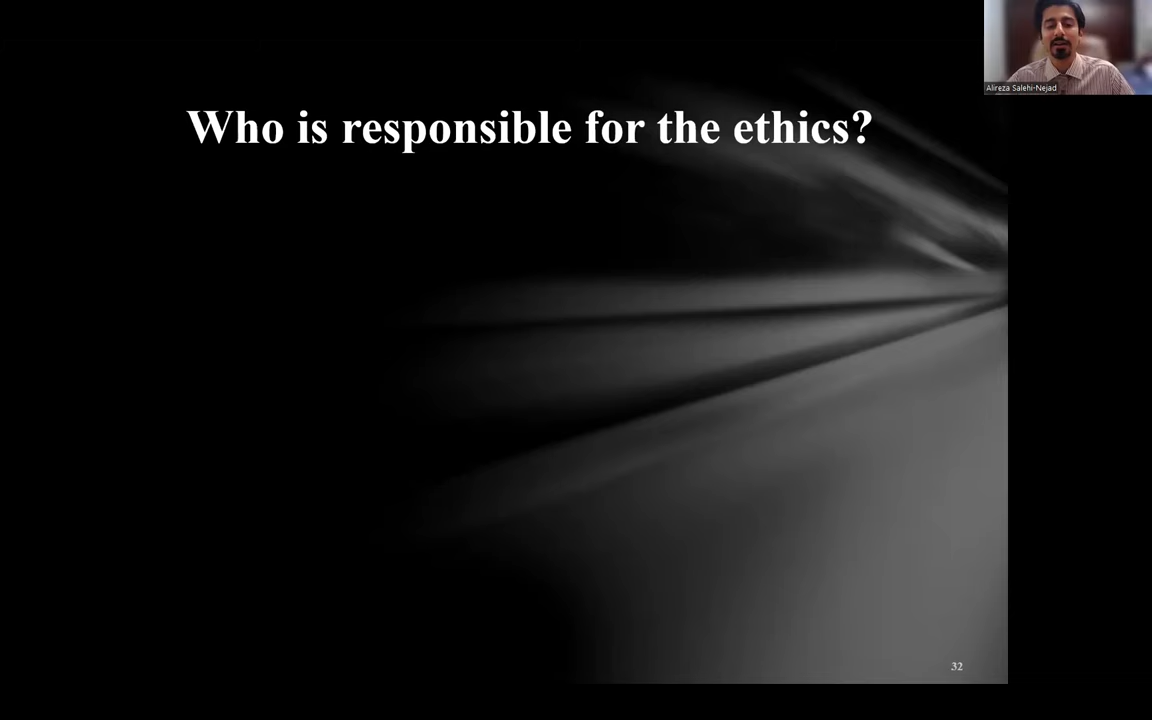 Alireza Salehi-Nejad
Who is responsible for the ethics?
32